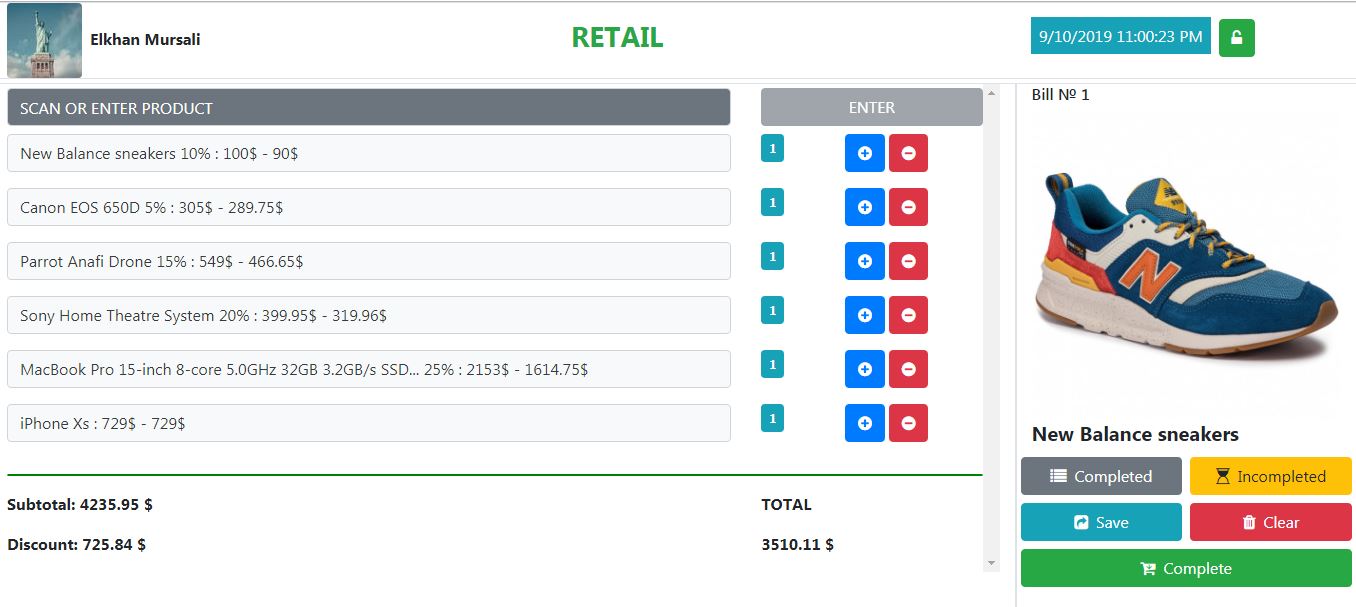 Elkhan Mursali
RETAIL
9/10/2019 11:00:23 PM
SCAN OR ENTER PRODUCT
ENTER
New Balance sneakers 10% : 100$ - 90$
1
Canon EOS 650D 5% : 305$ - 289.75$
1
Parrot Anafi Drone 15% : 549$ - 466.65$
1
Sony Home Theatre System 20% : 399.95$ - 319.96$
1
MacBook Pro 15-inch 8-core 5.0GHz 32GB 3.2GB/s SSD... 25% : 2153$ - 1614.75$
1
iPhone Xs : 729$ - 729$
1
Subtotal: 4235.95 $
TOTAL
Discount: 725.84 $
3510.11 $
Bill № 1
N
New Balance sneakers
Completed
Incompleted
Save
Clear
Complete